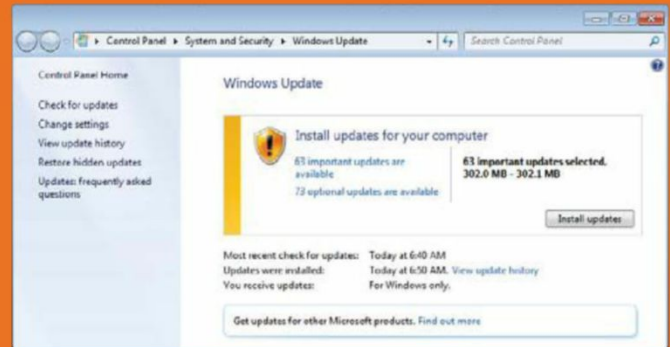 Control Panel ▸ System and Security ▸ Windows Update
Search Control Panel
Control Panel Home
Check for updates
Change settings
View update history
Restore hidden updates
Updates: frequently asked
questions
Windows Update
Install updates for your computer
63 important updates are
available
73 optional updates are available
63 important updates selected.
302.0 MB - 302.1 MB
Install updates
Most recent check for updates: Today at 6:40 AM
Updates were installed: Today at 6:50 AM. View update history
You receive updates: For Windows only.
Get updates for other Microsoft products. Find out more